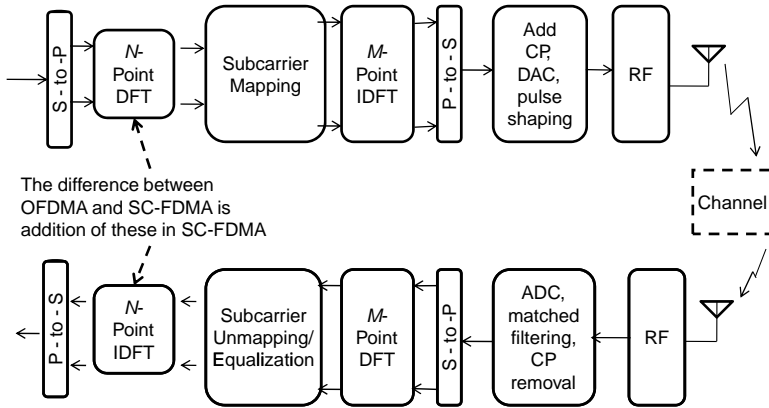 S - to -P
N-
Point
DFT
Subcarrier
Mapping
M-
Point
IDFT
P - to - S
Add
CP,
DAC,
pulse
shaping
RF
Channel
The difference between
OFDMA and SC-FDMA is
addition of these in SC-FDMA
P - to - S
N-
Point
IDFT
Subcarrier
Unmapping/
Equalization
M-
Point
DFT
S - to -P
ADC,
matched
filtering,
CP
removal
RF